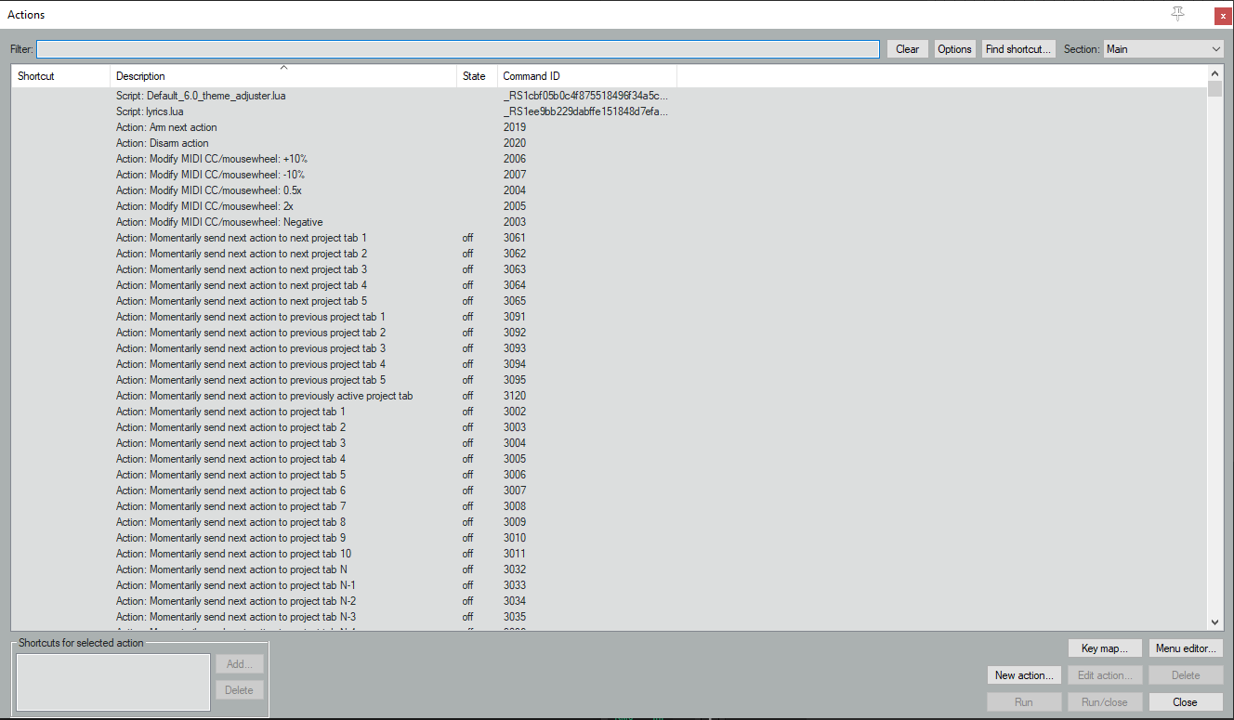 Actions
x
Filter: Clear Options Find shortcut... Section: Main
Shortcut Description State Command ID
Script: Default_6.0_theme_adjuster.lua _RS1cbf05b0c4f875518496f34a5c...
Script: lyrics.lua _RS1ee9bb229dabffe151848d7efa...
Action: Arm next action 2019
Action: Disarm action 2020
Action: Modify MIDI CC/mousewheel: +10% 2006
Action: Modify MIDI CC/mousewheel: -10% 2007
Action: Modify MIDI CC/mousewheel: 0.5x 2004
Action: Modify MIDI CC/mousewheel: 2x 2005
Action: Modify MIDI CC/mousewheel: Negative 2003
Action: Momentarily send next action to next project tab 1 off 3061
Action: Momentarily send next action to next project tab 2 off 3062
Action: Momentarily send next action to next project tab 3 off 3063
Action: Momentarily send next action to next project tab 4 off 3064
Action: Momentarily send next action to next project tab 5 off 3065
Action: Momentarily send next action to previous project tab 1 off 3091
Action: Momentarily send next action to previous project tab 2 off 3092
Action: Momentarily send next action to previous project tab 3 off 3093
Action: Momentarily send next action to previous project tab 4 off 3094
Action: Momentarily send next action to previous project tab 5 off 3095
Action: Momentarily send next action to previously active project tab off 3120
Action: Momentarily send next action to project tab 1 off 3002
Action: Momentarily send next action to project tab 2 off 3003
Action: Momentarily send next action to project tab 3 off 3004
Action: Momentarily send next action to project tab 4 off 3005
Action: Momentarily send next action to project tab 5 off 3006
Action: Momentarily send next action to project tab 6 off 3007
Action: Momentarily send next action to project tab 7 off 3008
Action: Momentarily send next action to project tab 8 off 3009
Action: Momentarily send next action to project tab 9 off 3010
Action: Momentarily send next action to project tab 10 off 3011
Action: Momentarily send next action to project tab N off 3032
Action: Momentarily send next action to project tab N-1 off 3033
Action: Momentarily send next action to project tab N-2 off 3034
Action: Momentarily send next action to project tab N-3 off 3035
Shortcuts for selected action
Add...
Delete
Key map... Menu editor...
New action... Edit action... Delete
Run Run/close Close